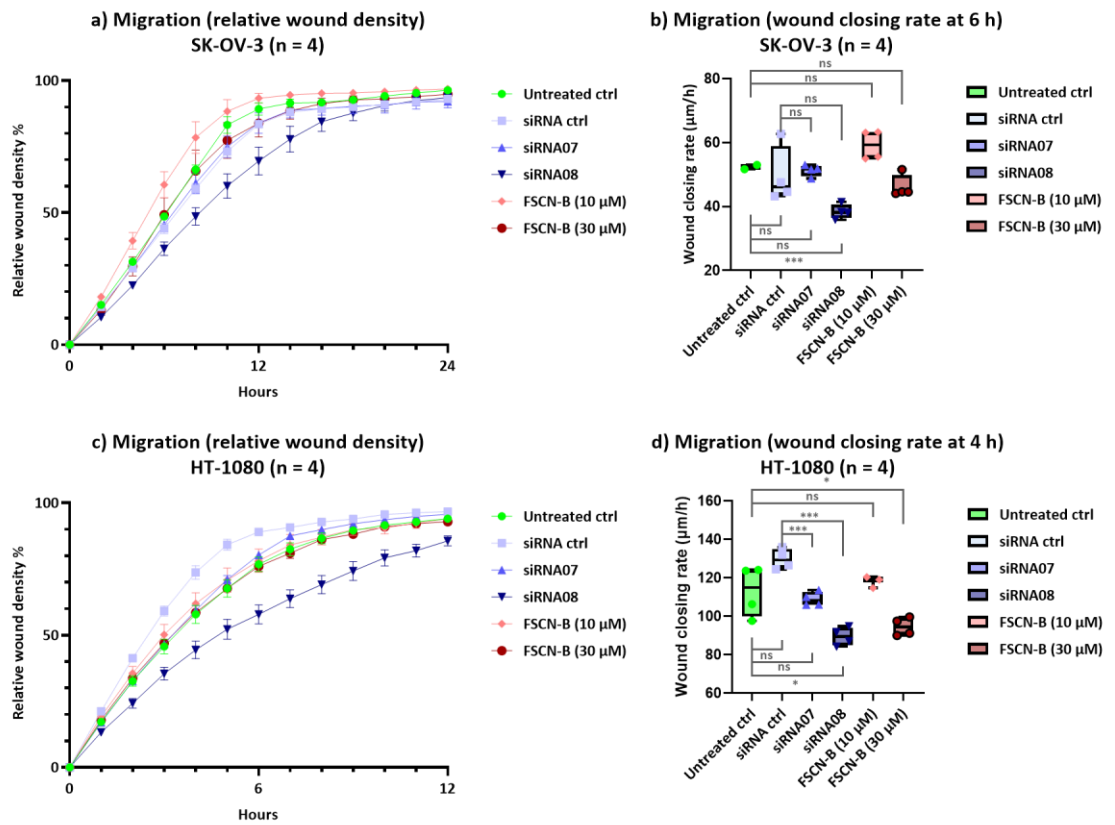 a) Migration (relative wound density)
SK-OV-3 (n = 4)
Relative wound density %
100
50
0
0
12
24
Hours
Untreated ctrl
siRNA ctrl
siRNA07
siRNA08
FSCN-B (10 µM)
FSCN-B (30 µM)
b) Migration (wound closing rate at 6 h)
SK-OV-3 (n = 4)
Wound closing rate (µm/h)
80
60
40
20
ns
ns
ns
ns
ns
ns
ns
***
Untreated ctrl
siRNA ctrl
siRNA07
siRNA08
FSCN-B (10 µM)
FSCN-B (30 µM)
Untreated ctrl
siRNA ctrl
siRNA07
siRNA08
FSCN-B (10 µM)
FSCN-B (30 µM)
c) Migration (relative wound density)
HT-1080 (n = 4)
Relative wound density %
100
50
0
0
6
12
Hours
Untreated ctrl
siRNA ctrl
siRNA07
siRNA08
FSCN-B (10 µM)
FSCN-B (30 µM)
d) Migration (wound closing rate at 4 h)
HT-1080 (n = 4)
Wound closing rate (µm/h)
160
140
120
100
80
60
*
ns
***
***
ns
ns
*
Untreated ctrl
siRNA ctrl
siRNA07
siRNA08
FSCN-B (10 µM)
FSCN-B (30 µM)
Untreated ctrl
siRNA ctrl
siRNA07
siRNA08
FSCN-B (10 µM)
FSCN-B (30 µM)